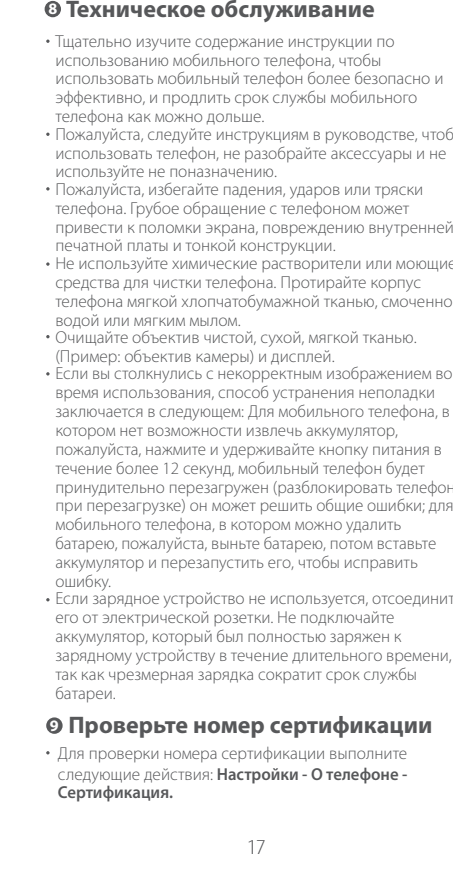 ❽ Техническое обслуживание
• Тщательно изучите содержание инструкции по
использованию мобильного телефона, чтобы
использовать мобильный телефон более безопасно и
эффективно, и продлить срок службы мобильного
телефона как можно дольше.
• Пожалуйста, следуйте инструкциям в руководстве, чтоб
использовать телефон, не разобрайте аксессуары и не
используйте не поназначению.
• Пожалуйста, избегайте падения, ударов или тряски
телефона. Грубое обращение с телефоном может
привести к поломки экрана, повреждению внутренней
печатной платы и тонкой конструкции.
• Не используйте химические растворители или моющие
средства для чистки телефона. Протирайте корпус
телефона мягкой хлопчатобумажной тканью, смоченно
водой или мягким мылом.
• Очищайте объектив чистой, сухой, мягкой тканью.
(Пример: объектив камеры) и дисплей.
• Если вы столкнулись с некорректным изображением во
время использования, способ устранения неполадки
заключается в следующем: Для мобильного телефона, в
котором нет возможности извлечь аккумулятор,
пожалуйста, нажмите и удерживайте кнопку питания в
течение более 12 секунд, мобильный телефон будет
принудительно перезагружен (разблокировать телефон
при перезагрузке) он может решить общие ошибки; для
мобильного телефона, в котором можно удалить
батарею, пожалуйста, выньте батарею, потом вставьте
аккумулятор и перезапустить его, чтобы исправить
ошибку.
• Если зарядное устройство не используется, отсоединит
его от электрической розетки. Не подключайте
аккумулятор, который был полностью заряжен к
зарядному устройству в течение длительного времени,
так как чрезмерная зарядка сократит срок службы
батареи.
❾ Проверьте номер сертификации
• Для проверки номера сертификации выполните
следующие действия: Настройки - О телефоне -
Сертификация.
17